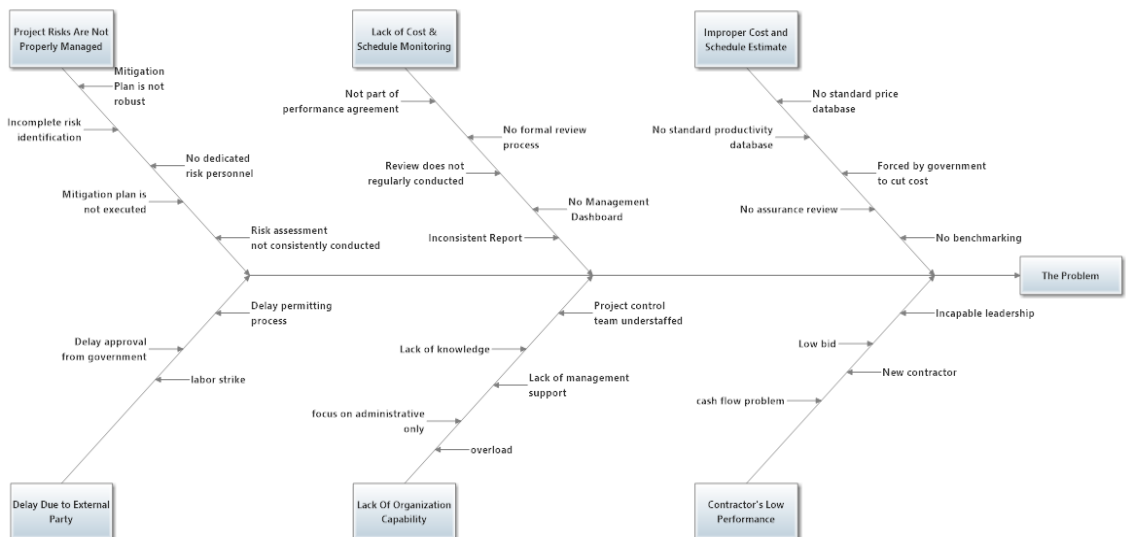 Project Risks Are Not
Properly Managed
Lack of Cost &
Schedule Monitoring
Improper Cost and
Schedule Estimate
Mitigation
Plan is not
robust
Incomplete risk
identification
No dedicated
risk personnel
Mitigation plan is
not executed
Risk assessment
not consistently conducted
Not part of
performance agreement
No formal review
process
Review does not
regularly conducted
No Management
Dashboard
Inconsistent Report
No standard price
database
No standard productivity
database
Forced by government
to cut cost
No assurance review
No benchmarking
The Problem
Delay permitting
process
Delay approval
from government
labor strike
Project control
team understaffed
Lack of knowledge
Lack of management
support
focus on administrative
only
overload
Incapable leadership
Low bid
New contractor
cash flow problem
Delay Due to External
Party
Lack Of Organization
Capability
Contractor's Low
Performance